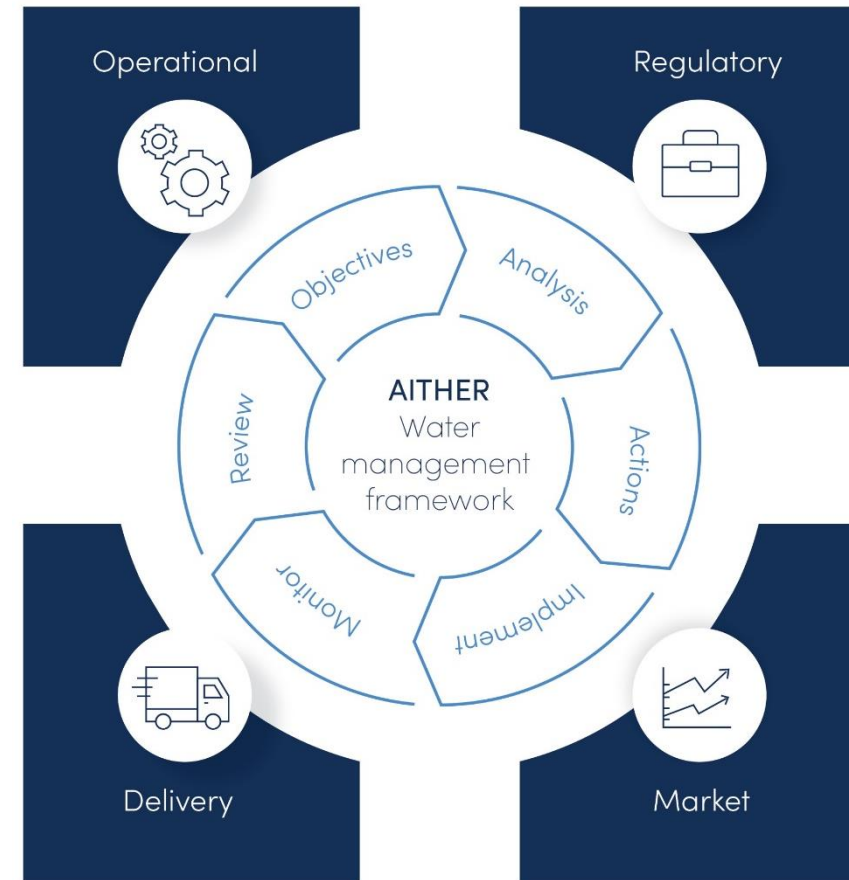 Operational
Regulatory
Objectives
Analysis
Actions
Implement
Monitor
Review
AITHER
Water
management
framework
Delivery
Market